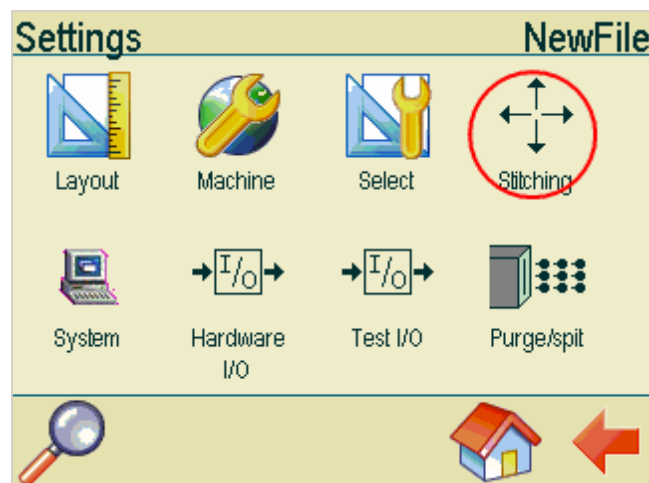 Settings NewFile
Layout Machine Select Stitching
System Hardware I/O Test I/O Purge/spit
I/O I/O